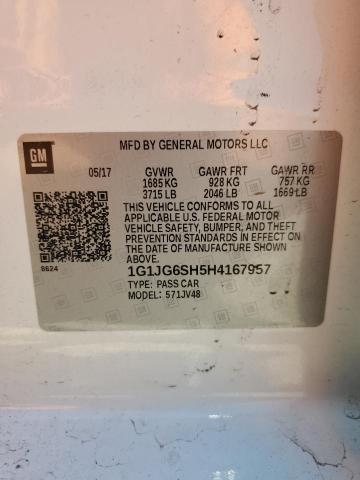 GM
MFD BY GENERAL MOTORS LLC
05/17 GVWR GAWR FRT GAWR RR
1685 KG 928 KG 757 KG
3715 LB 2046 LB 1669 LB
THIS VEHICLE CONFORMS TO ALL
APPLICABLE U.S. FEDERAL MOTOR
VEHICLE SAFETY, BUMPER, AND THEFT
PREVENTION STANDARDS IN EFFECT ON
THE DATE OF MANUFACTURE SHOWN
ABOVE.
8624
1G1JG6SH5H4167957
TYPE: PASS CAR
MODEL: 571JV48